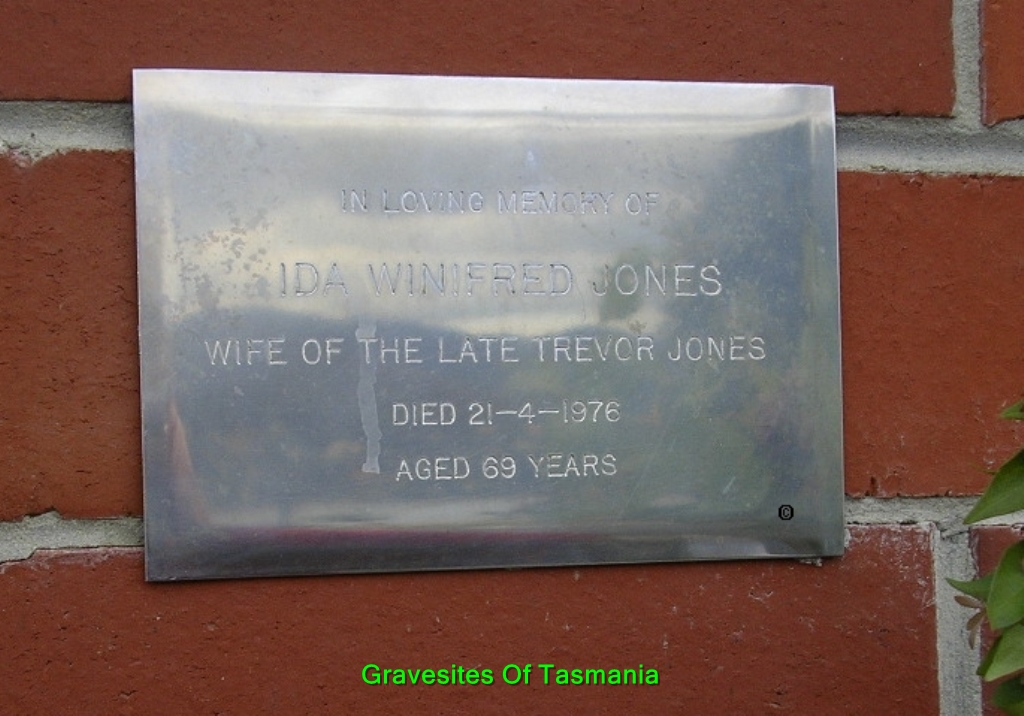 IN LOVING MEMORY OF
IDA WINIFRED JONES
WIFE OF THE LATE TREVOR JONES
DIED 21-4-1976
AGED 69 YEARS
©
Gravesites Of Tasmania